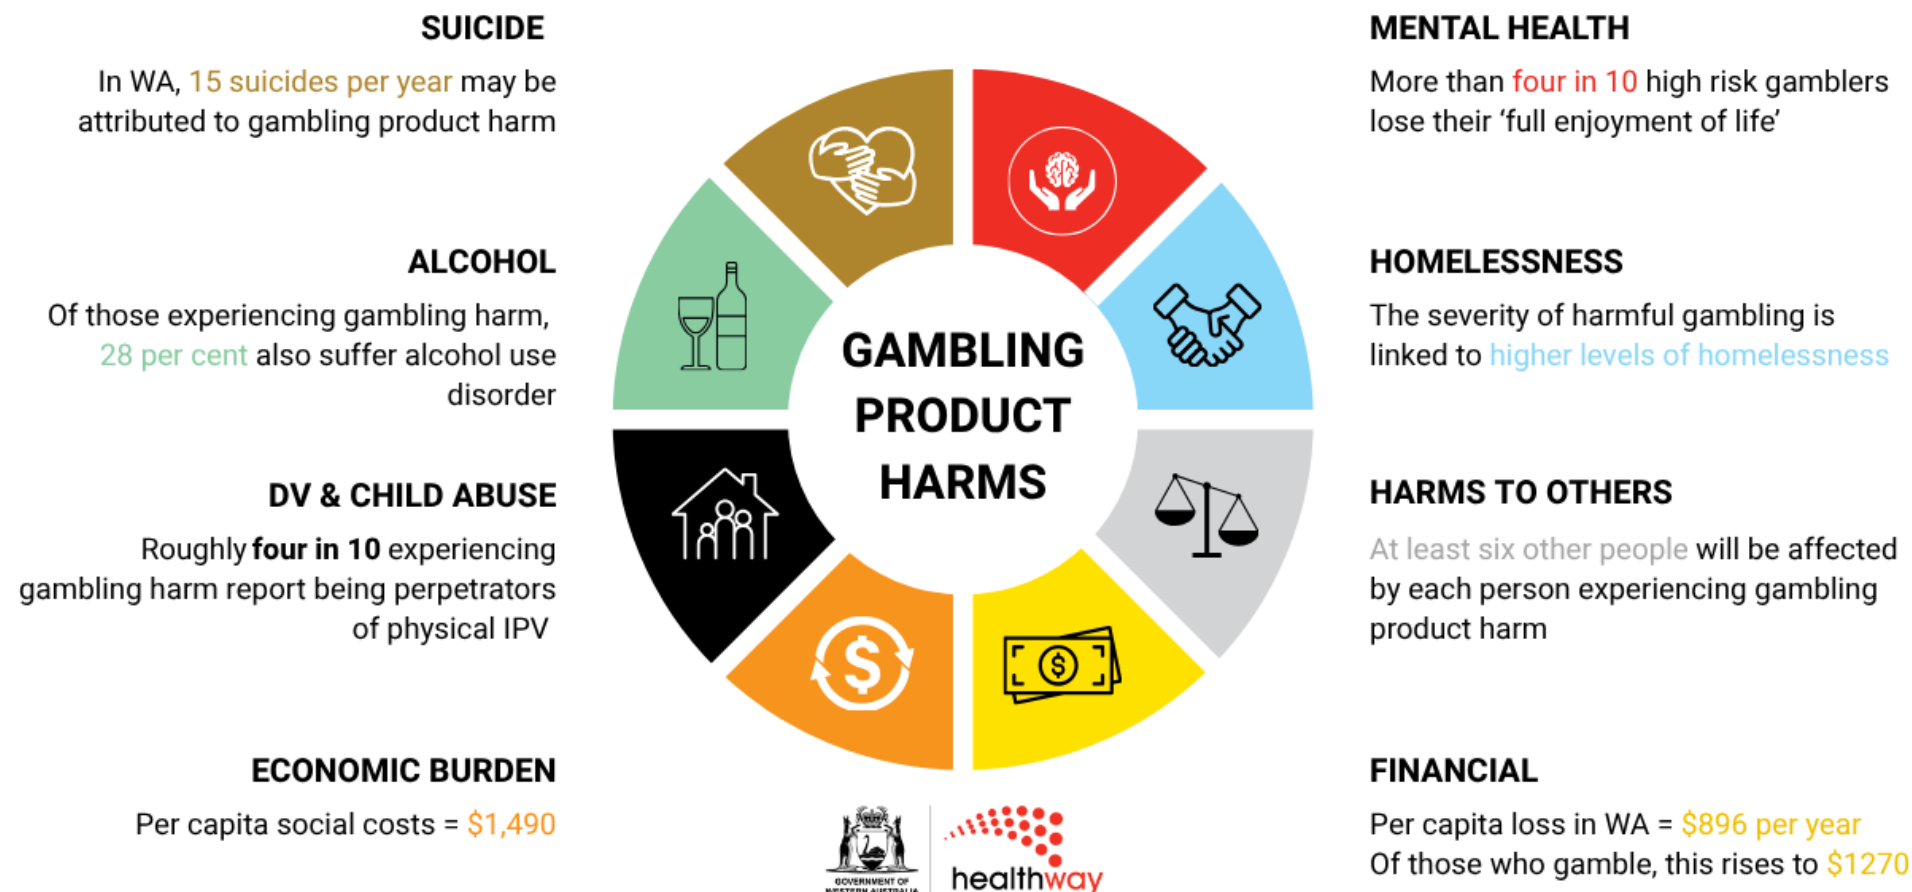 SUICIDE
In WA, 15 suicides per year may be
attributed to gambling product harm
ALCOHOL
Of those experiencing gambling harm,
28 per cent also suffer alcohol use
disorder
DV & CHILD ABUSE
Roughly four in 10 experiencing
gambling harm report being perpetrators
of physical IPV
ECONOMIC BURDEN
Per capita social costs = $1,490
GAMBLING
PRODUCT
HARMS
MENTAL HEALTH
More than four in 10 high risk gamblers
lose their ‘full enjoyment of life’
HOMELESSNESS
The severity of harmful gambling is
linked to higher levels of homelessness
HARMS TO OTHERS
At least six other people will be affected
by each person experiencing gambling
product harm
FINANCIAL
Per capita loss in WA = $896 per year
Of those who gamble, this rises to $1270
$
$
GOVERNMENT OF
WESTERN AUSTRALIA
healthway